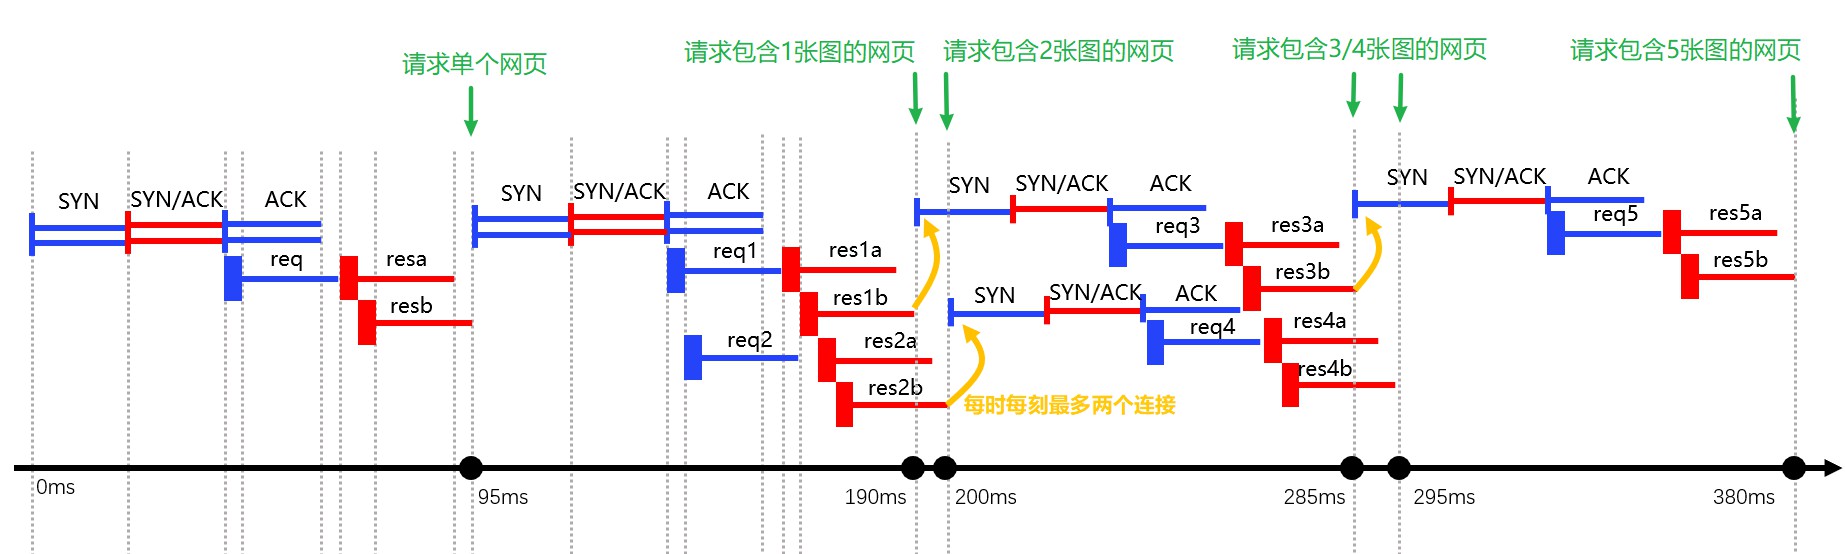 请求单个网页
请求包含1张图的网页
请求包含2张图的网页
请求包含3/4张图的网页
请求包含5张图的网页
SYN
SYN/ACK
ACK
req
resa
resb
SYN
SYN/ACK
ACK
req1
res1a
res1b
req2
res2a
res2b
SYN
SYN/ACK
ACK
req3
res3a
res3b
SYN
SYN/ACK
ACK
req4
res4a
res4b
每时每刻最多两个连接
SYN
SYN/ACK
ACK
req5
res5a
res5b
0ms
95ms
190ms
200ms
285ms
295ms
380ms